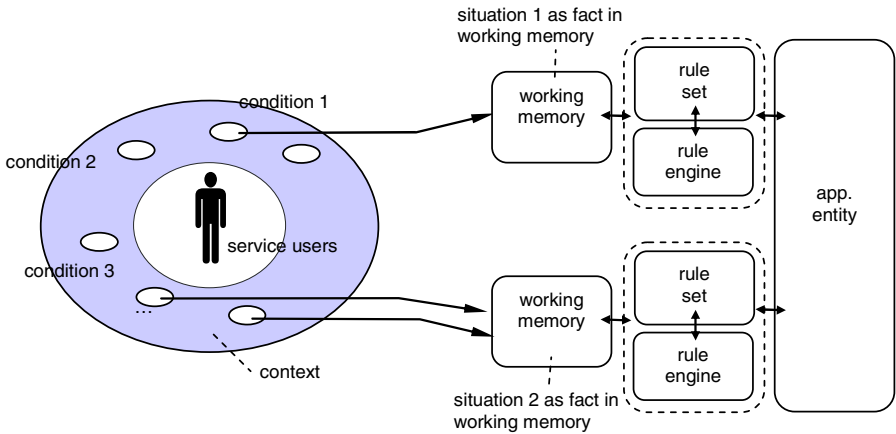 situation 1 as fact in
working memory
condition 1
condition 2
condition 3
...
service users
context
working
memory
rule
set
rule
engine
app.
entity
working
memory
rule
set
rule
engine
situation 2 as fact in
working memory